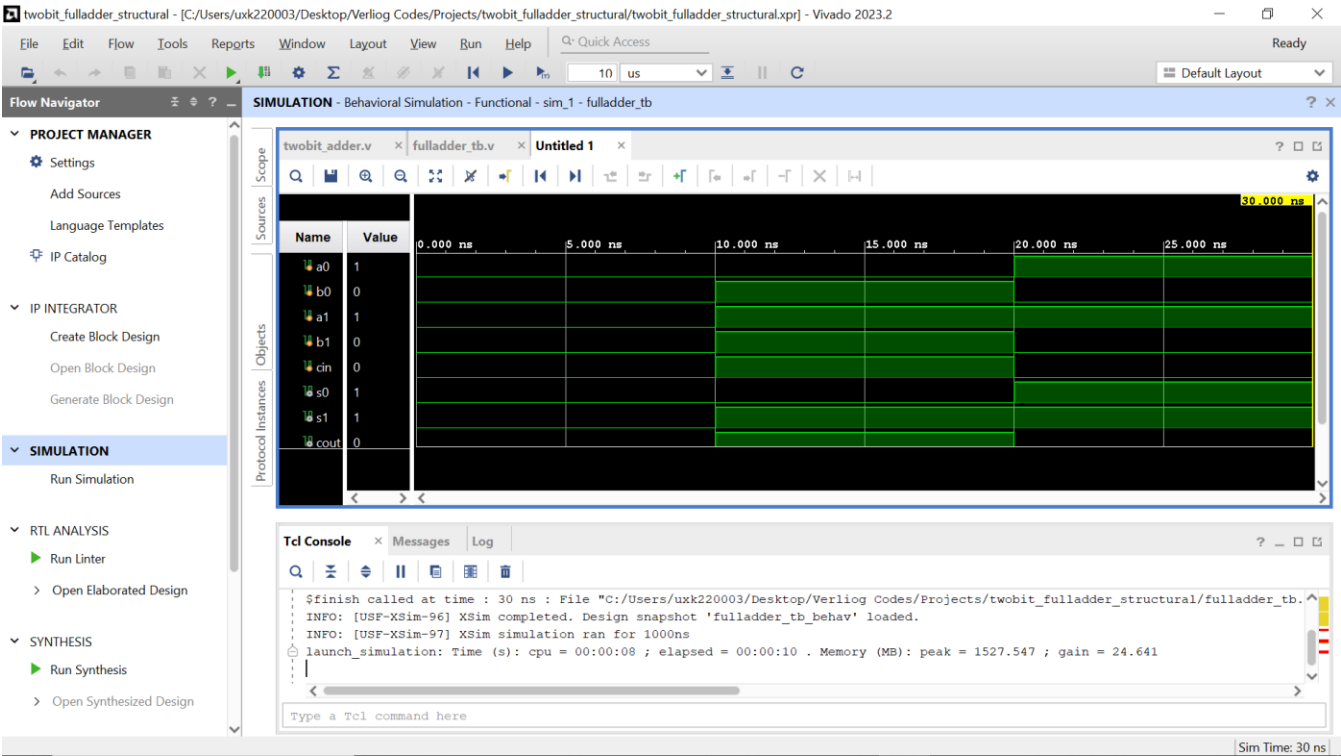 twobit_fulladder_structural - [C:/Users/uxk220003/Desktop/Verliog Codes/Projects/twobit_fulladder_structural/twobit_fulladder_structural.xpr] - Vivado 2023.2
File Edit Flow Tools Reports Window Layout View Run Help Quick Access Ready
10 us Default Layout
Flow Navigator
SIMULATION - Behavioral Simulation - Functional - sim_1 - fulladder_tb
PROJECT MANAGER
Settings
Add Sources
Language Templates
IP Catalog
IP INTEGRATOR
Create Block Design
Open Block Design
Generate Block Design
SIMULATION
Run Simulation
RTL ANALYSIS
Run Linter
Open Elaborated Design
SYNTHESIS
Run Synthesis
Open Synthesized Design
Scope
Sources
Objects
Protocol Instances
twobit_adder.v fulladder_tb.v Untitled 1
30.000 ns
Name Value 0.000 ns 5.000 ns 10.000 ns 15.000 ns 20.000 ns 25.000 ns
a0 1
b0 0
a1 1
b1 0
cin 0
s0 1
s1 1
cout 0
Tcl Console Messages Log
$finish called at time : 30 ns : File "C:/Users/uxk220003/Desktop/Verliog Codes/Projects/twobit_fulladder_structural/fulladder_tb.
INFO: [USF-XSim-96] XSim completed. Design snapshot 'fulladder_tb_behav' loaded.
INFO: [USF-XSim-97] XSim simulation ran for 1000ns
launch_simulation: Time (s): cpu = 00:00:08 ; elapsed = 00:00:10 . Memory (MB): peak = 1527.547 ; gain = 24.641
Type a Tcl command here
Sim Time: 30 ns